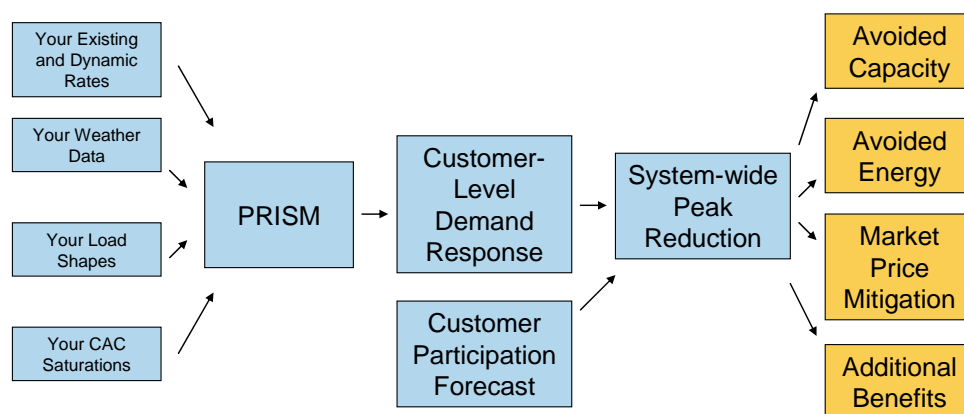 Your Existing
and Dynamic
Rates
Your Weather
Data
Your Load
Shapes
Your CAC
Saturations
PRISM
Customer-
Level
Demand
Response
Customer
Participation
Forecast
System-wide
Peak
Reduction
Avoided
Capacity
Avoided
Energy
Market
Price
Mitigation
Additional
Benefits